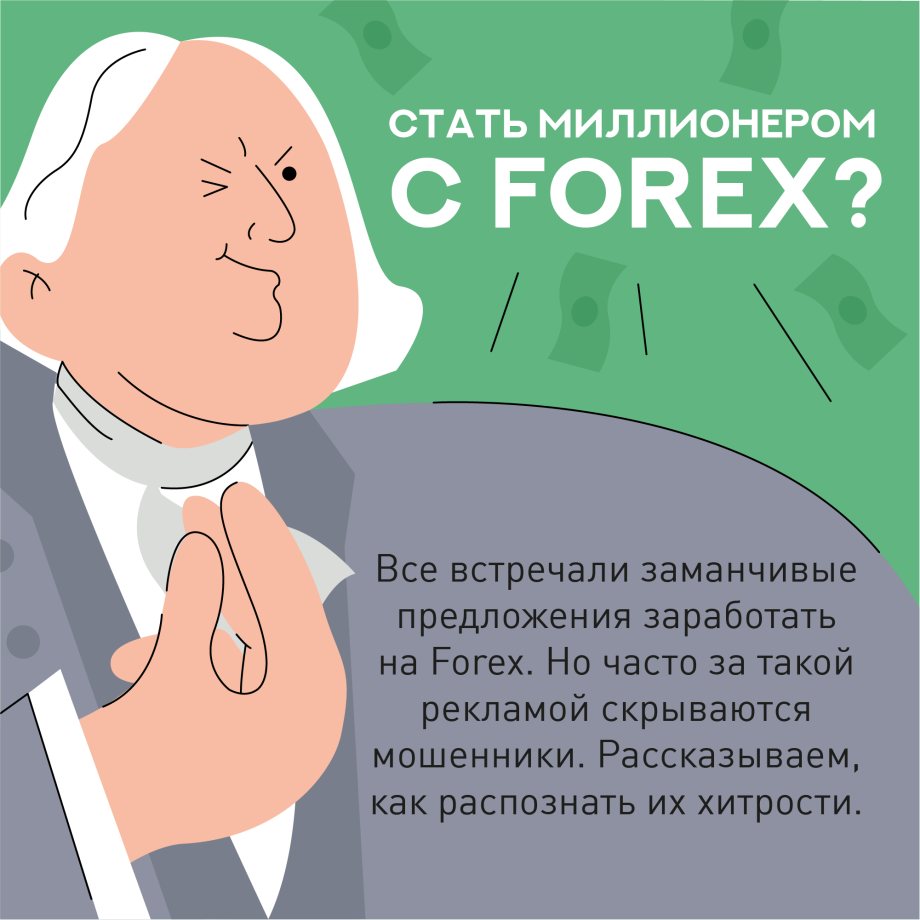 СТАТЬ МИЛЛИОНЕРОМ
С FOREX?
Все встречали заманчивые
предложения заработать
на Forex. Но часто за такой
рекламой скрываются
мошенники. Рассказываем,
как распознать их хитрости.